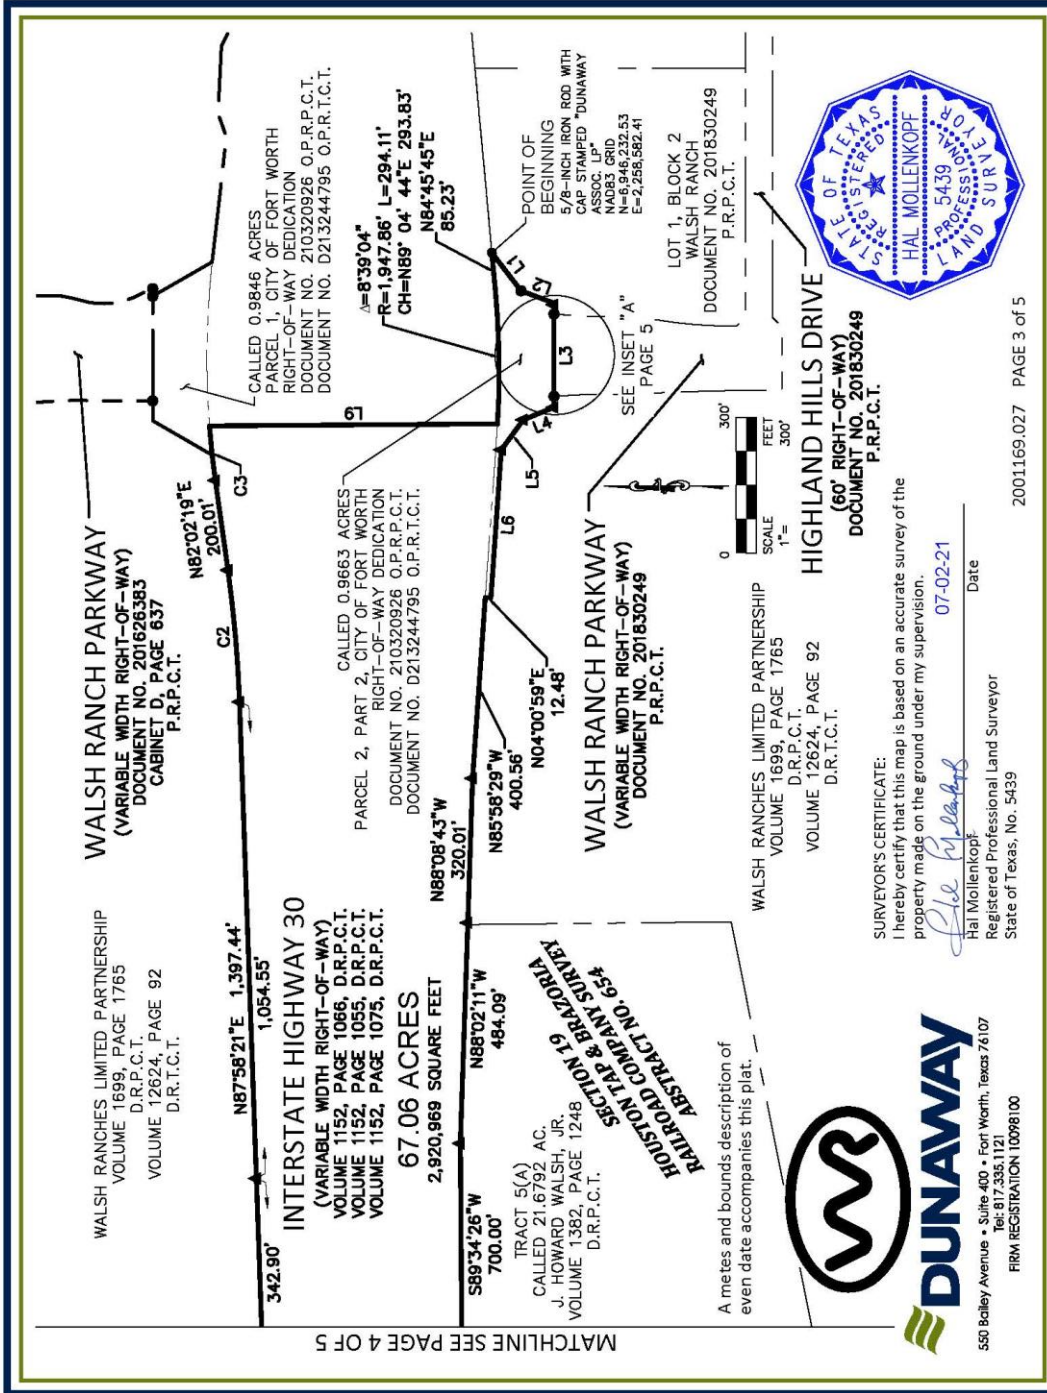 WALSH RANCHES LIMITED PARTNERSHIP
VOLUME 1699, PAGE 1765
D.R.P.C.T.
VOLUME 12624, PAGE 92
D.R.T.C.T.
WALSH RANCH PARKWAY
(VARIABLE WIDTH RIGHT-OF-WAY)
DOCUMENT NO. 201626383
CABINET D, PAGE 637
P.R.P.C.T.
CALLED 0.9846 ACRES
PARCEL 1, CITY OF FORT WORTH
RIGHT-OF-WAY DEDICATION
DOCUMENT NO. 210320926 O.P.R.P.C.T.
DOCUMENT NO. D213244795 O.P.R.T.C.T.
342.90'
N87°58'21"E 1,397.44'
1,054.55'
C2
N82°02'19"E
200.01'
C3
L9
INTERSTATE HIGHWAY 30
(VARIABLE WIDTH RIGHT-OF-WAY)
VOLUME 1152, PAGE 1066, D.R.P.C.T.
VOLUME 1152, PAGE 1055, D.R.P.C.T.
VOLUME 1152, PAGE 1075, D.R.P.C.T.
67.06 ACRES
2,920,969 SQUARE FEET
CALLED 0.9663 ACRES
PARCEL 2, PART 2, CITY OF FORT WORTH
RIGHT-OF-WAY DEDICATION
DOCUMENT NO. 210320926 O.P.R.P.C.T.
DOCUMENT NO. D213244795 O.P.R.T.C.T.
Δ=8°39'04"
R=1,947.86' L=294.11'
CH=N89° 04' 44"E 293.83'
N84°45'45"E
85.23'
S89°34'26"W
700.00'
N88°02'11"W
484.09'
N88°08'43"W
320.01'
N85°58'29"W
400.56'
N04°00'59"E
12.48'
L6
L5
L4
L3
L2
L1
POINT OF
BEGINNING
5/8-INCH IRON ROD WITH
CAP STAMPED "DUNAWAY
ASSOC. LP"
NAD83 GRID
N=6,946,232.53
E=2,258,582.41
SEE INSET "A"
PAGE 5
LOT 1, BLOCK 2
WALSH RANCH
DOCUMENT NO. 201830249
P.R.P.C.T.
TRACT 5(A)
CALLED 21.6792 AC.
J. HOWARD WALSH, JR.
VOLUME 1382, PAGE 1248
D.R.P.C.T.
SECTION 19
HOUSTON TAP & BRAZORIA
RAILROAD COMPANY SURVEY
ABSTRACT NO. 654
WALSH RANCH PARKWAY
(VARIABLE WIDTH RIGHT-OF-WAY)
DOCUMENT NO. 201830249
P.R.P.C.T.
0 300'
SCALE FEET
1"= 300'
HIGHLAND HILLS DRIVE
(60' RIGHT-OF-WAY)
DOCUMENT NO. 201830249
P.R.P.C.T.
WALSH RANCHES LIMITED PARTNERSHIP
VOLUME 1699, PAGE 1765
D.R.P.C.T.
VOLUME 12624, PAGE 92
D.R.T.C.T.
MATCHLINE SEE PAGE 4 OF 5
A metes and bounds description of
even date accompanies this plat.
SURVEYOR'S CERTIFICATE:
I hereby certify that this map is based on an accurate survey of the
property made on the ground under my supervision.
Hal Mollenkopf
07-02-21
Hal Mollenkopf Date
Registered Professional Land Surveyor
State of Texas, No. 5439
STATE OF TEXAS
REGISTERED
HAL MOLLENKOPF
5439
PROFESSIONAL
LAND SURVEYOR
WR
DUNAWAY
550 Bailey Avenue • Suite 400 • Fort Worth, Texas 76107
Tel: 817.335.1121
FIRM REGISTRATION 10098100
2001169.027 PAGE 3 of 5